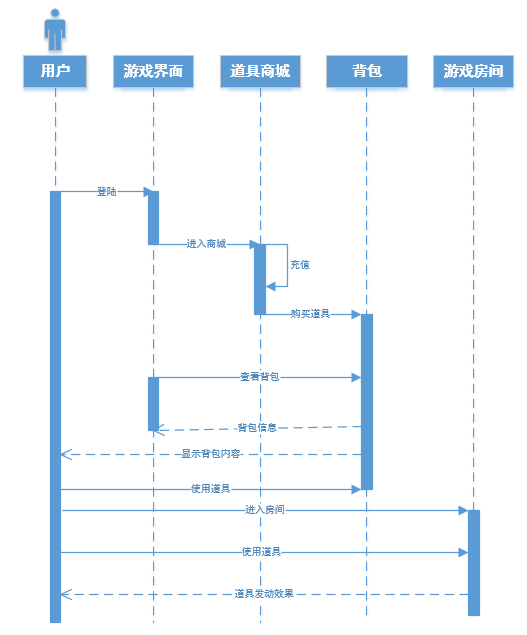 用户 游戏界面 道具商城 背包 游戏房间
登陆
进入商城
充值
购买道具
查看背包
背包信息
显示背包内容
使用道具
进入房间
使用道具
道具发动效果